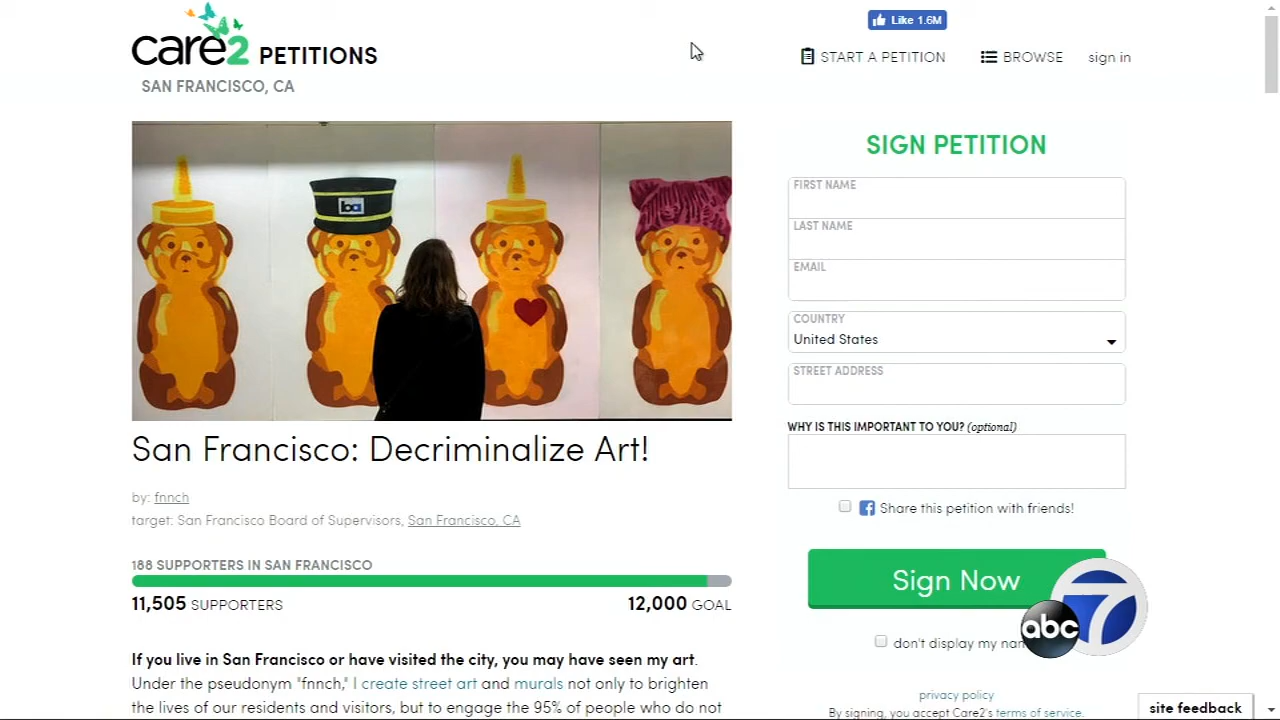 care2 PETITIONS
SAN FRANCISCO, CA
Like 1.6M
START A PETITION
BROWSE
sign in
ba
San Francisco: Decriminalize Art!
by: fnnch
target: San Francisco Board of Supervisors, San Francisco, CA
188 SUPPORTERS IN SAN FRANCISCO
11,505 SUPPORTERS
12,000 GOAL
If you live in San Francisco or have visited the city, you may have seen my art.
Under the pseudonym "fnnch," I create street art and murals not only to brighten
the lives of our residents and visitors, but to engage the 95% of people who do not
SIGN PETITION
FIRST NAME
LAST NAME
EMAIL
COUNTRY
United States
STREET ADDRESS
WHY IS THIS IMPORTANT TO YOU? (optional)
Share this petition with friends!
Sign Now
abc 7
don't display my nam
privacy policy
By signing, you accept Care2's terms of service.
site feedback